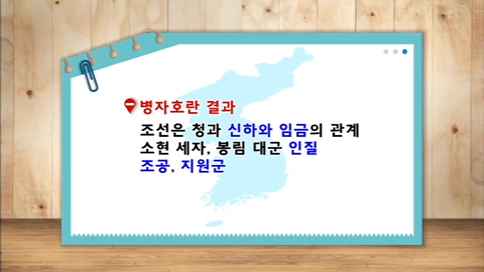 병자호란 결과
조선은 청과 신하와 임금의 관계
소현 세자, 봉림 대군 인질
조공, 지원군